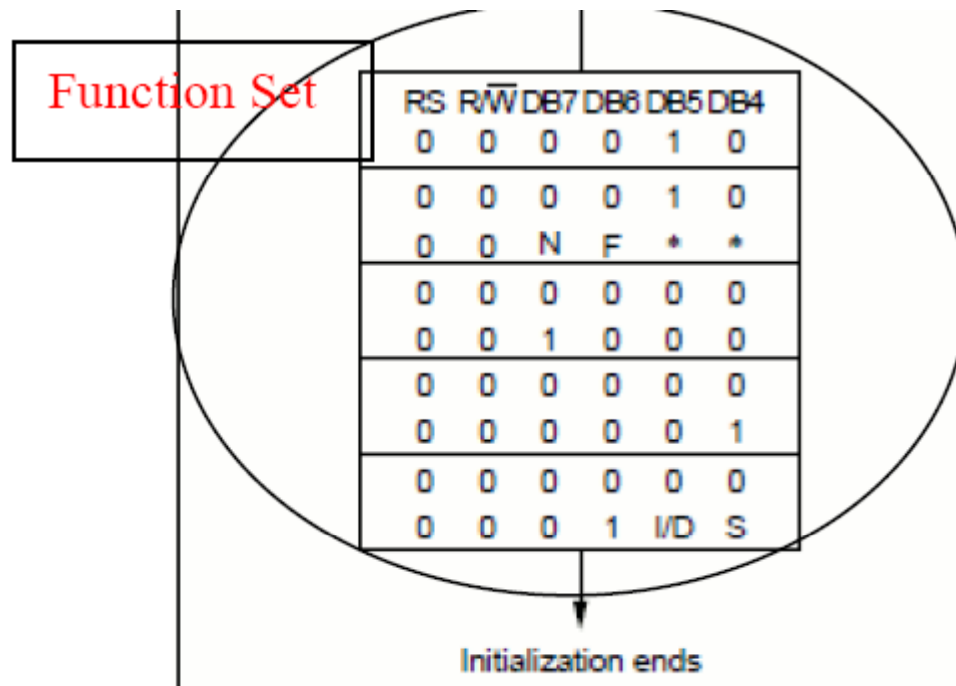 Function Set
RS R/W̅ DB7 DB6 DB5 DB4
0 0 0 0 1 0
0 0 0 0 1 0
0 0 N F * *
0 0 0 0 0 0
0 0 1 0 0 0
0 0 0 0 0 0
0 0 0 0 0 1
0 0 0 0 0 0
0 0 0 1 I/D S
Initialization ends